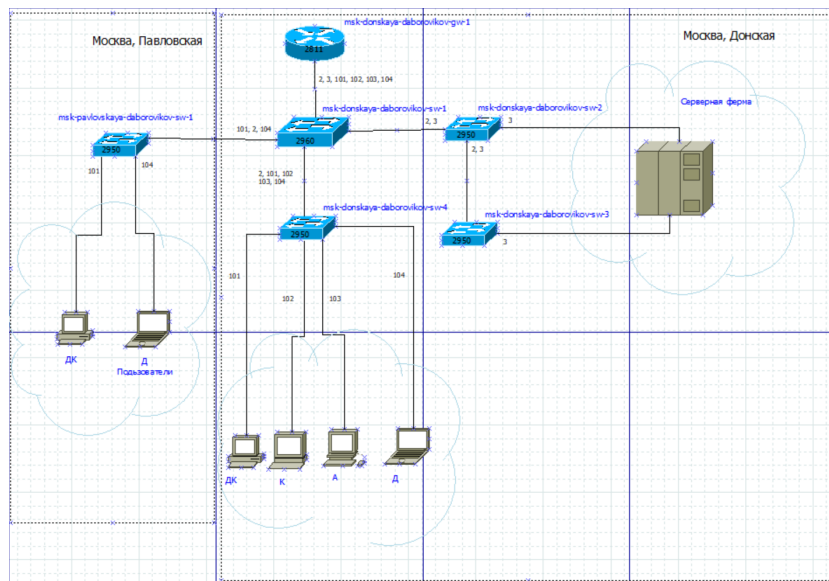 msk-donskaya-daborovikov-gw-1
Москва, Павловская
Москва, Донская
2811
2, 3, 101, 102, 103, 104
Серверная ферма
msk-pavlovskaya-daborovikov-sw-1
msk-donskaya-daborovikov-sw-1
msk-donskaya-daborovikov-sw-2
2950
101, 2, 104
2960
2, 3
2950
3
101
104
2, 101, 102
103, 104
2, 3
msk-donskaya-daborovikov-sw-4
msk-donskaya-daborovikov-sw-3
2950
2950
3
101
102
103
104
ДК
Д
Пользователи
ДК
К
А
Д